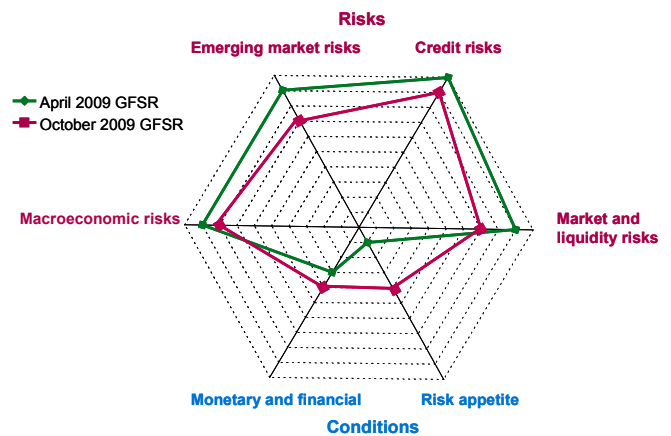 Risks
Emerging market risks
Credit risks
April 2009 GFSR
October 2009 GFSR
Macroeconomic risks
Market and
liquidity risks
Monetary and financial
Risk appetite
Conditions